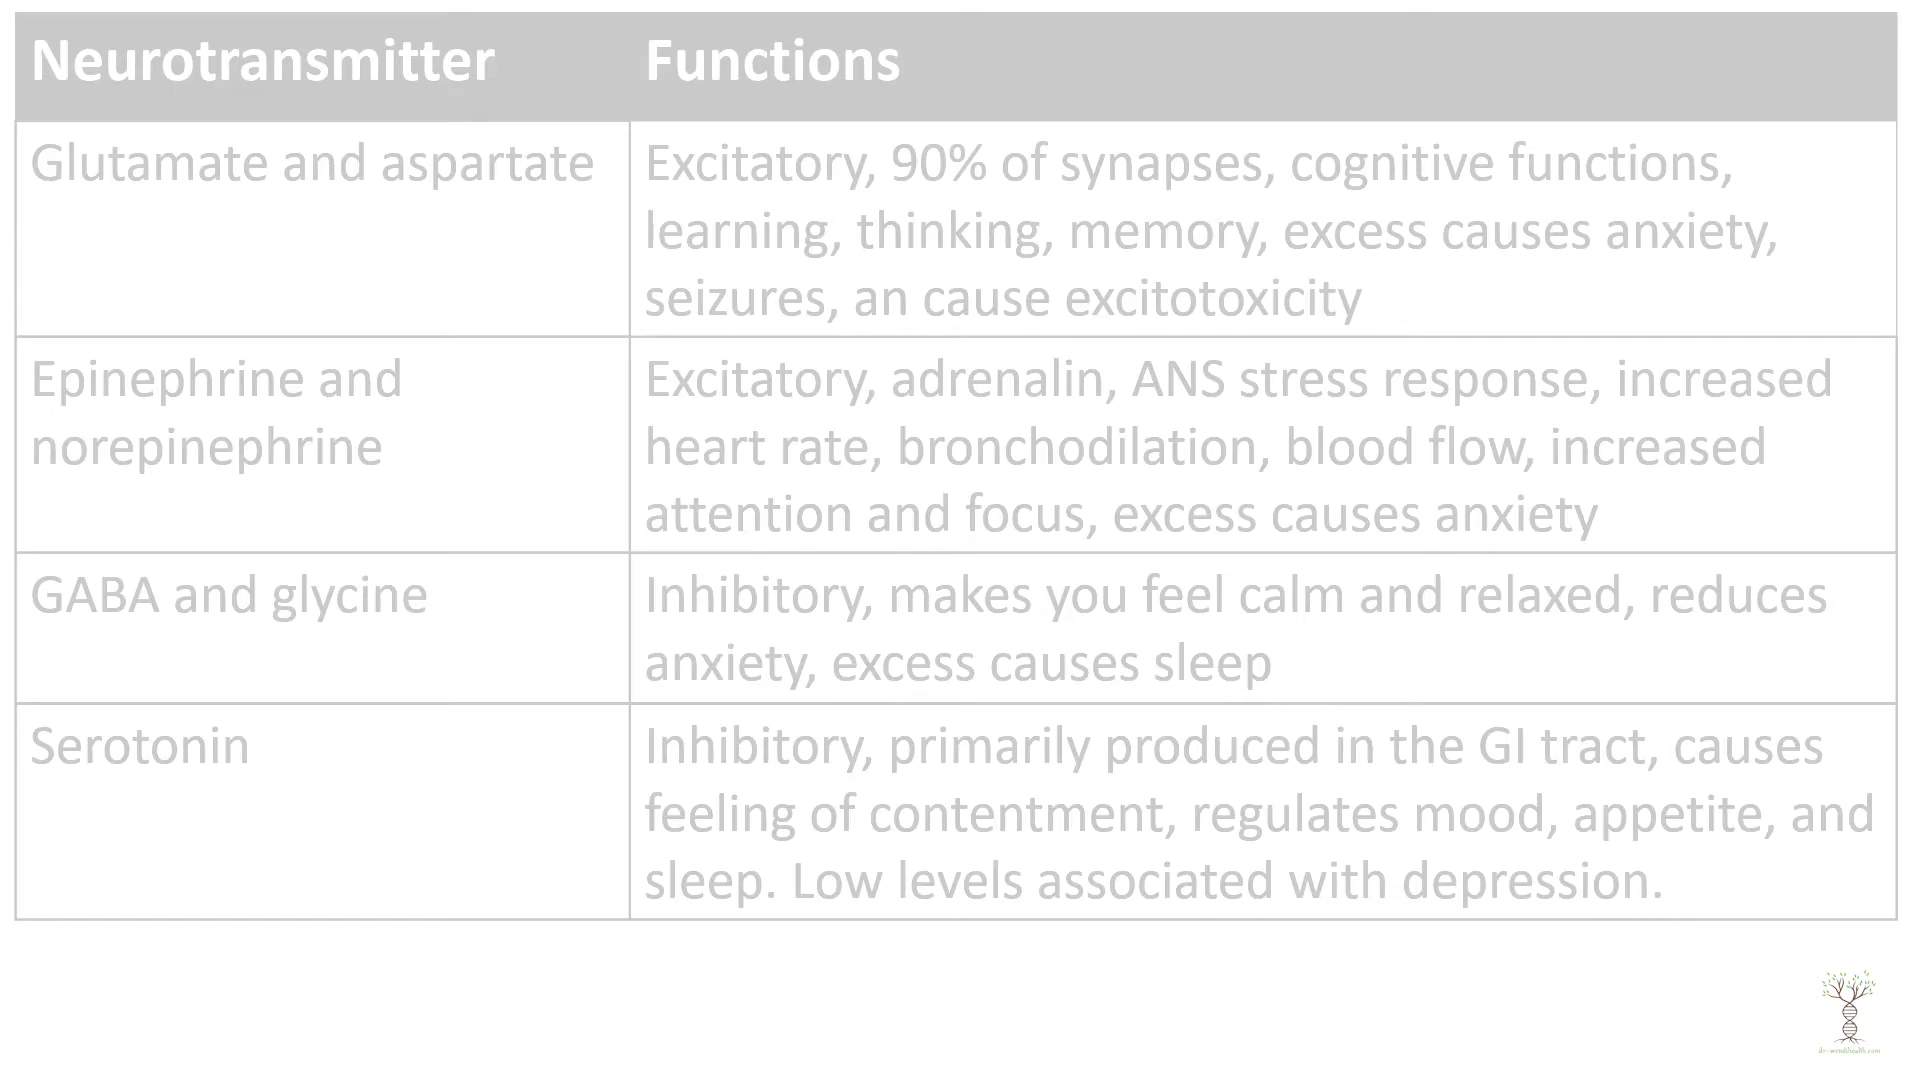 Neurotransmitter
Functions
Glutamate and aspartate
Excitatory, 90% of synapses, cognitive functions,
learning, thinking, memory, excess causes anxiety,
seizures, an cause excitotoxicity
Epinephrine and
norepinephrine
Excitatory, adrenalin, ANS stress response, increased
heart rate, bronchodilation, blood flow, increased
attention and focus, excess causes anxiety
GABA and glycine
Inhibitory, makes you feel calm and relaxed, reduces
anxiety, excess causes sleep
Serotonin
Inhibitory, primarily produced in the GI tract, causes
feeling of contentment, regulates mood, appetite, and
sleep. Low levels associated with depression.